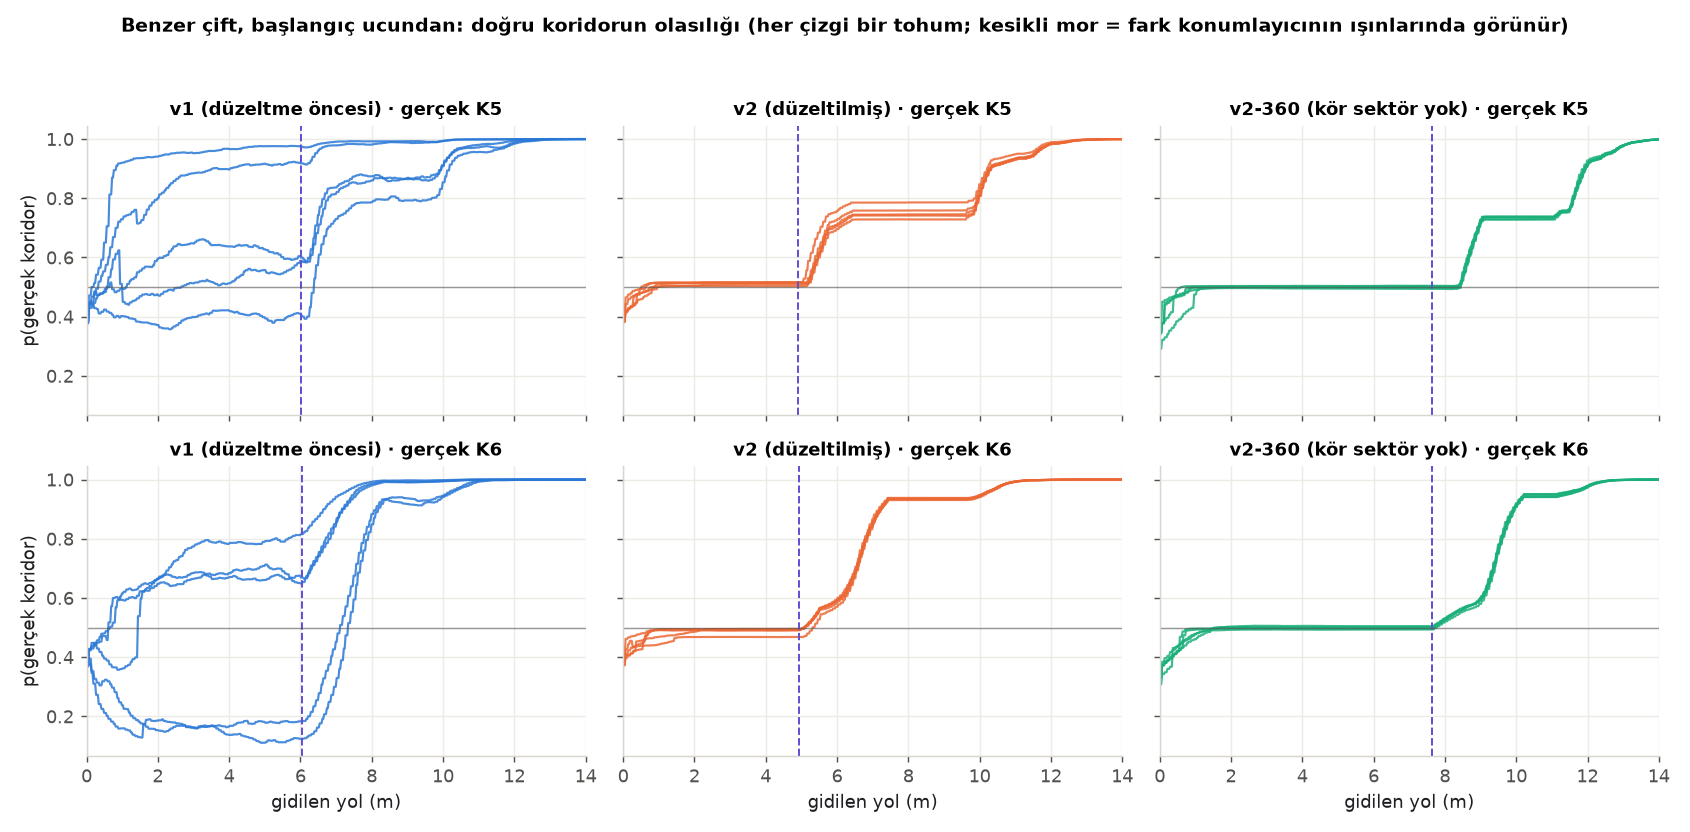 Benzer çift, başlangıç ucundan: doğru koridorun olasılığı (her çizgi bir tohum; kesikli mor = fark konumlayıcının ışınlarında görünür)
v1 (düzeltme öncesi) · gerçek K5
v2 (düzeltilmiş) · gerçek K5
v2-360 (kör sektör yok) · gerçek K5
1.0
0.8
0.6
0.4
0.2
p(gerçek koridor)
v1 (düzeltme öncesi) · gerçek K6
v2 (düzeltilmiş) · gerçek K6
v2-360 (kör sektör yok) · gerçek K6
1.0
0.8
0.6
0.4
0.2
p(gerçek koridor)
0 2 4 6 8 10 12 14
0 2 4 6 8 10 12 14
0 2 4 6 8 10 12 14
gidilen yol (m)
gidilen yol (m)
gidilen yol (m)